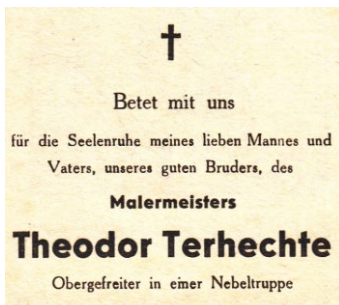 Betet mit uns
für die Seelenruhe meines lieben Mannes und
Vaters, unseres guten Bruders, des
Malermeisters
Theodor Terhechte
Obergefreiter in einer Nebeltruppe